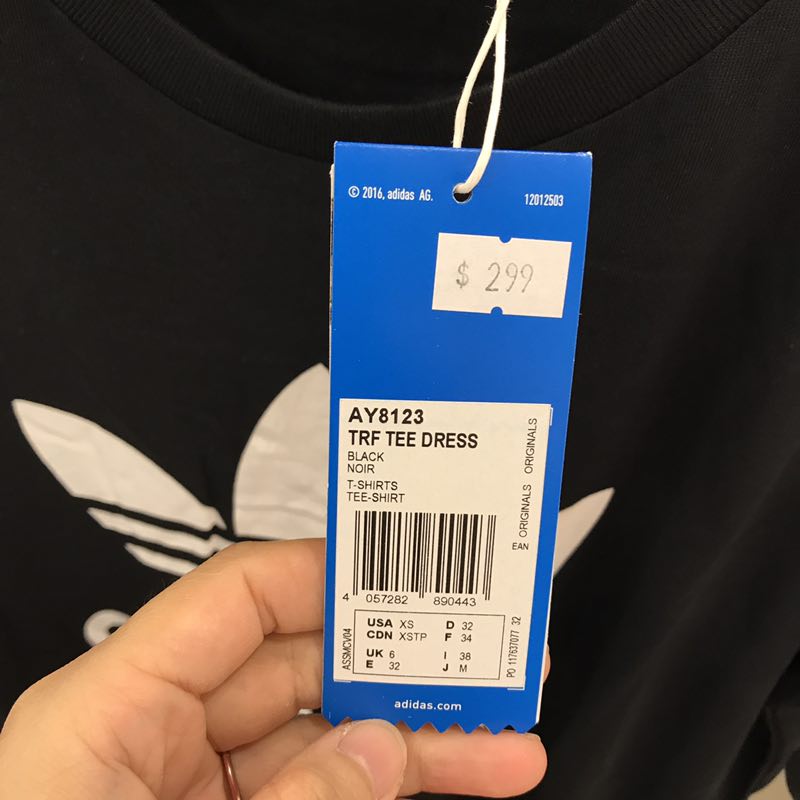 © 2016, adidas AG.
12012503
$ 299
AY8123
TRF TEE DRESS
BLACK
NOIR
T-SHIRTS
TEE-SHIRT
ORIGINALS ORIGINALS
EAN
4 057282 890443
ASSMCV04
USA XS D 32
CDN XSTP F 34
UK 6 I 38
E 32 J M
PO 117637077 32
adidas.com